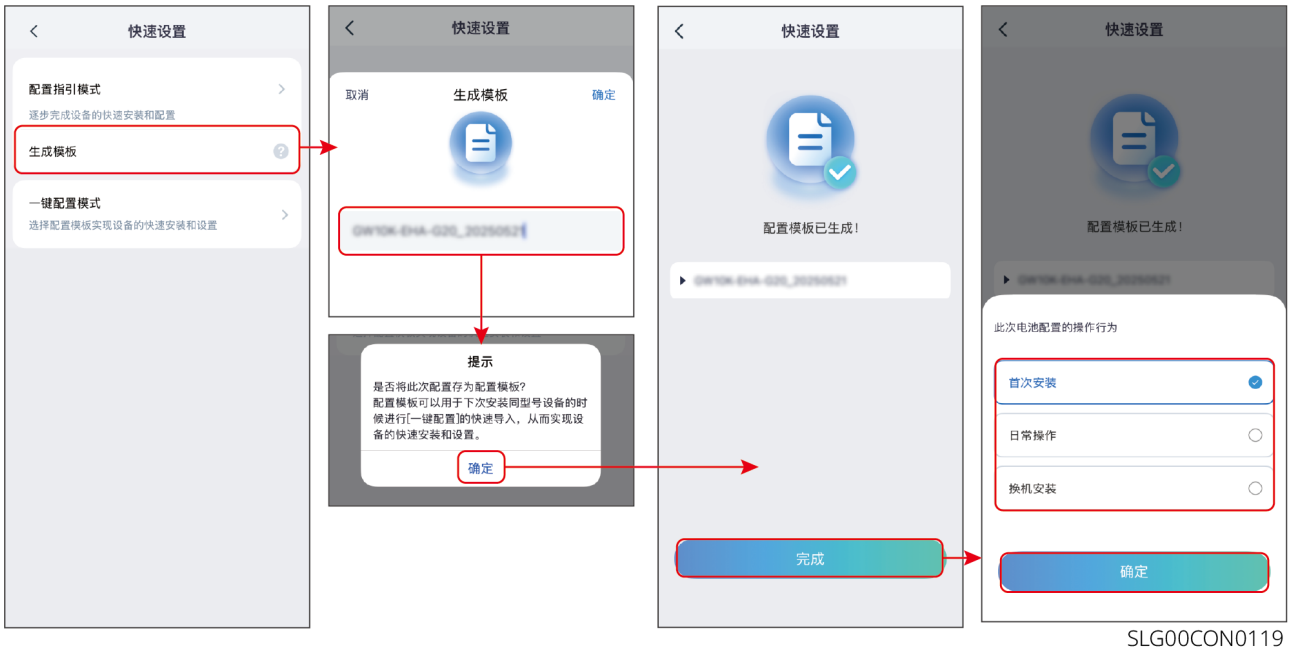 快速设置
配置指引模式
逐步完成设备的快速安装和配置
生成模板
一键配置模式
选择配置模板实现设备的快速安装和设置
快速设置
取消
生成模板
确定
GW10K-EHA-G20_20250521
提示
是否将此次配置存为配置模板?
配置模板可以用于下次安装同型号设备的时
候进行[一键配置]的快速导入，从而实现设
备的快速安装和设置。
确定
快速设置
配置模板已生成!
GW10K-EHA-G20_20250521
完成
快速设置
配置模板已生成!
GW10K-EHA-G20_20250521
此次电池配置的操作行为
首次安装
日常操作
换机安装
确定
SLG00CON0119